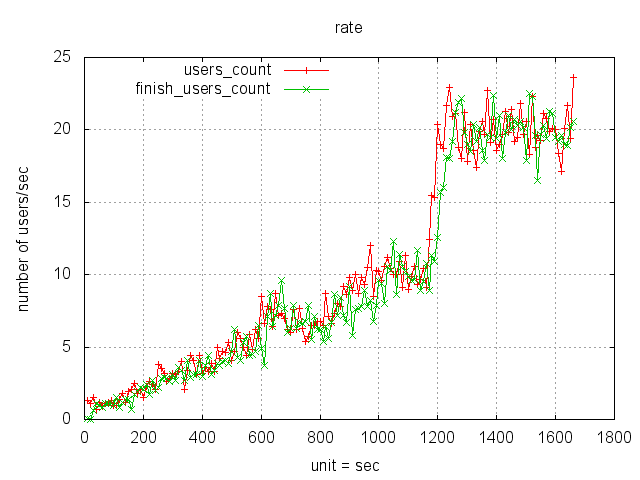 rate
users_count
finish_users_count
number of users/sec
25
20
15
10
5
0
0 200 400 600 800 1000 1200 1400 1600 1800
unit = sec